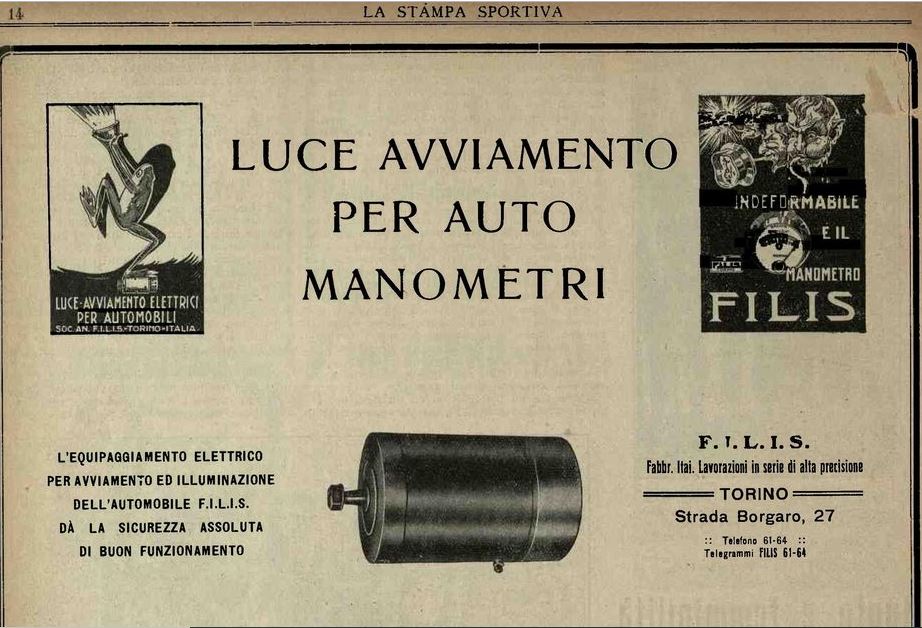 14
LA STAMPA SPORTIVA
LUCE AVVIAMENTO
PER AUTO
MANOMETRI
LUCE-AVVIAMENTO ELETTRICI
PER AUTOMOBILI
SOC. AN. F.I.L.I.S.-TORINO-ITALIA
INDEFORMABILE
E IL
MANOMETRO
FILIS
FILIS
L'EQUIPAGGIAMENTO ELETTRICO
PER AVVIAMENTO ED ILLUMINAZIONE
DELL'AUTOMOBILE F.I.L.I.S.
DÀ LA SICUREZZA ASSOLUTA
DI BUON FUNZIONAMENTO
F. I. L. I. S.
Fabbr. Itai. Lavorazioni in serie di alta precisione
TORINO
Strada Borgaro, 27
:: Telefono 61-64 ::
Telegrammi FILIS 61-64